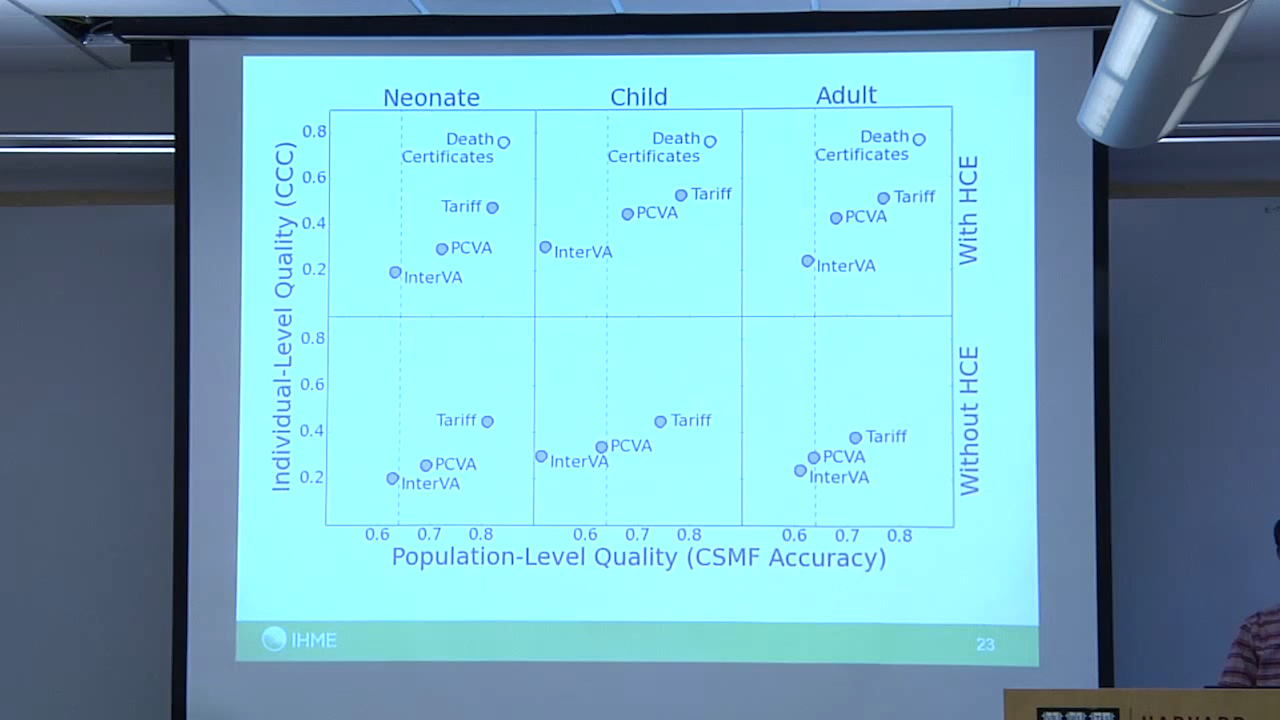 Neonate Child Adult
Individual-Level Quality (CCC)
0.8
0.6
0.4
0.2
Death
Certificates
Tariff
PCVA
InterVA
Death
Certificates
Tariff
PCVA
InterVA
Death
Certificates
Tariff
PCVA
InterVA
With HCE
0.8
0.6
0.4
0.2
Tariff
PCVA
InterVA
Tariff
PCVA
InterVA
Tariff
PCVA
InterVA
Without HCE
0.6 0.7 0.8 0.6 0.7 0.8 0.6 0.7 0.8
Population-Level Quality (CSMF Accuracy)
IHME
23